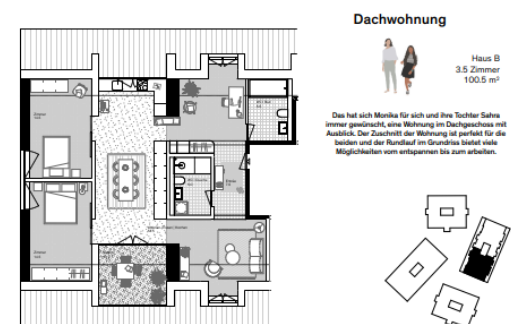 Dachwohnung
Haus B
3.5 Zimmer
100.5 m²
Das hat sich Monika für sich und ihre Tochter Sahra
immer gewünscht, eine Wohnung im Dachgeschoss mit
Ausblick. Der Zuschnitt der Wohnung ist perfekt für die
beiden und der Rundlauf im Grundriss bietet viele
Möglichkeiten vom entspannen bis zum arbeiten.